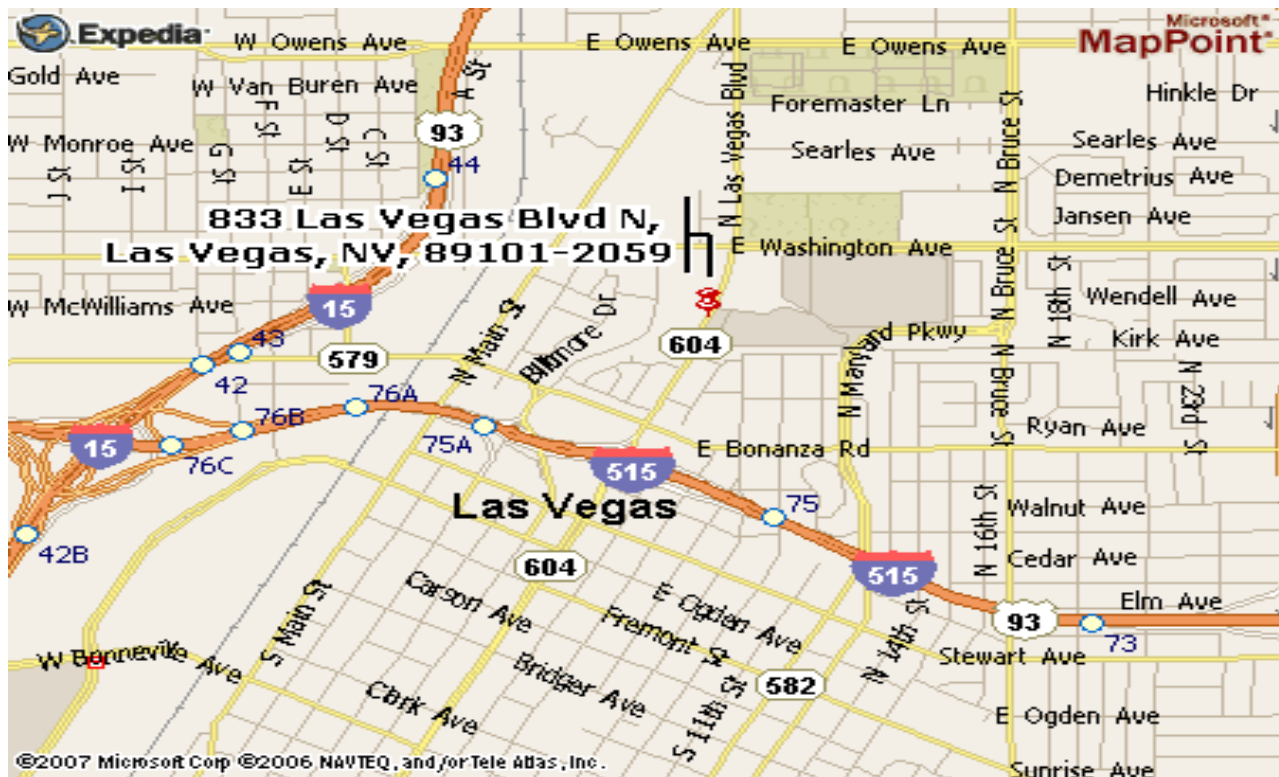 Expedia
Microsoft®
MapPoint®
W Owens Ave
E Owens Ave
E Owens Ave
Gold Ave
W Van Buren Ave
A St
N Las Vegas Blvd
Foremaster Ln
Hinkle Dr
F St
D St
C St
93
N Bruce St
W Monroe Ave
G St
44
Searles Ave
Searles Ave
J St
I St
E St
Demetrius Ave
833 Las Vegas Blvd N,
Las Vegas, NV, 89101-2059
Jansen Ave
E Washington Ave
N Bruce St
N 18th St
W McWilliams Ave
15
Wendell Ave
N Main St
Biltmore Dr
604
N Maryland Pkwy
Kirk Ave
43
579
42
76A
N Bruce St
N 23rd St
76B
15
76C
75A
E Bonanza Rd
Ryan Ave
515
Las Vegas
75
N 16th St
Walnut Ave
42B
604
515
Cedar Ave
S Main St
Carson Ave
E Ogden Ave
Fremont St
N 14th St
93
Elm Ave
73
W Bonneville Ave
Bridger Ave
Stewart Ave
582
Clark Ave
S 11th St
E Ogden Ave
©2007 Microsoft Corp ©2006 NAVTEQ, and/or Tele Atlas, Inc.
Sunrise Ave